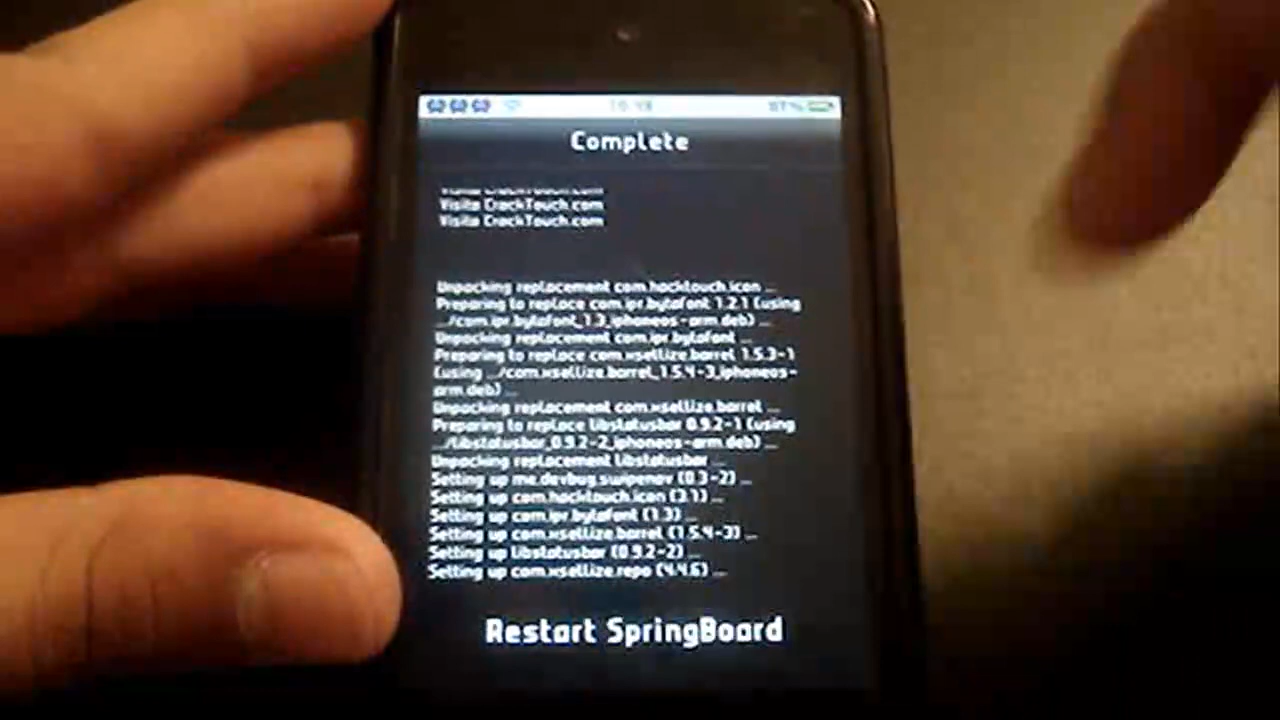 87%
Complete
Visita CrackTouch.com
Visita CrackTouch.com
Visita CrackTouch.com
Unpacking replacement com.hacktouch.icon ...
Preparing to replace com.ipr.bytafont 1.2.1 (using
.../com.ipr.bytafont_1.3_iphoneos-arm.deb) ...
Unpacking replacement com.ipr.bytafont ...
Preparing to replace com.xsellize.barrel 1.5.3-1
(using .../com.xsellize.barrel_1.5.4-3_iphoneos-
arm.deb) ...
Unpacking replacement com.xsellize.barrel ...
Preparing to replace libstatusbar 0.9.2-1 (using
.../libstatusbar_0.9.2-2_iphoneos-arm.deb) ...
Unpacking replacement libstatusbar ...
Setting up me.devbug.swipenav (0.3-2) ...
Setting up com.hacktouch.icon (3.1) ...
Setting up com.ipr.bytafont (1.3) ...
Setting up com.xsellize.barrel (1.5.4-3) ...
Setting up libstatusbar (0.9.2-2) ...
Setting up com.xsellize.repo (4.4.6) ...
Restart SpringBoard